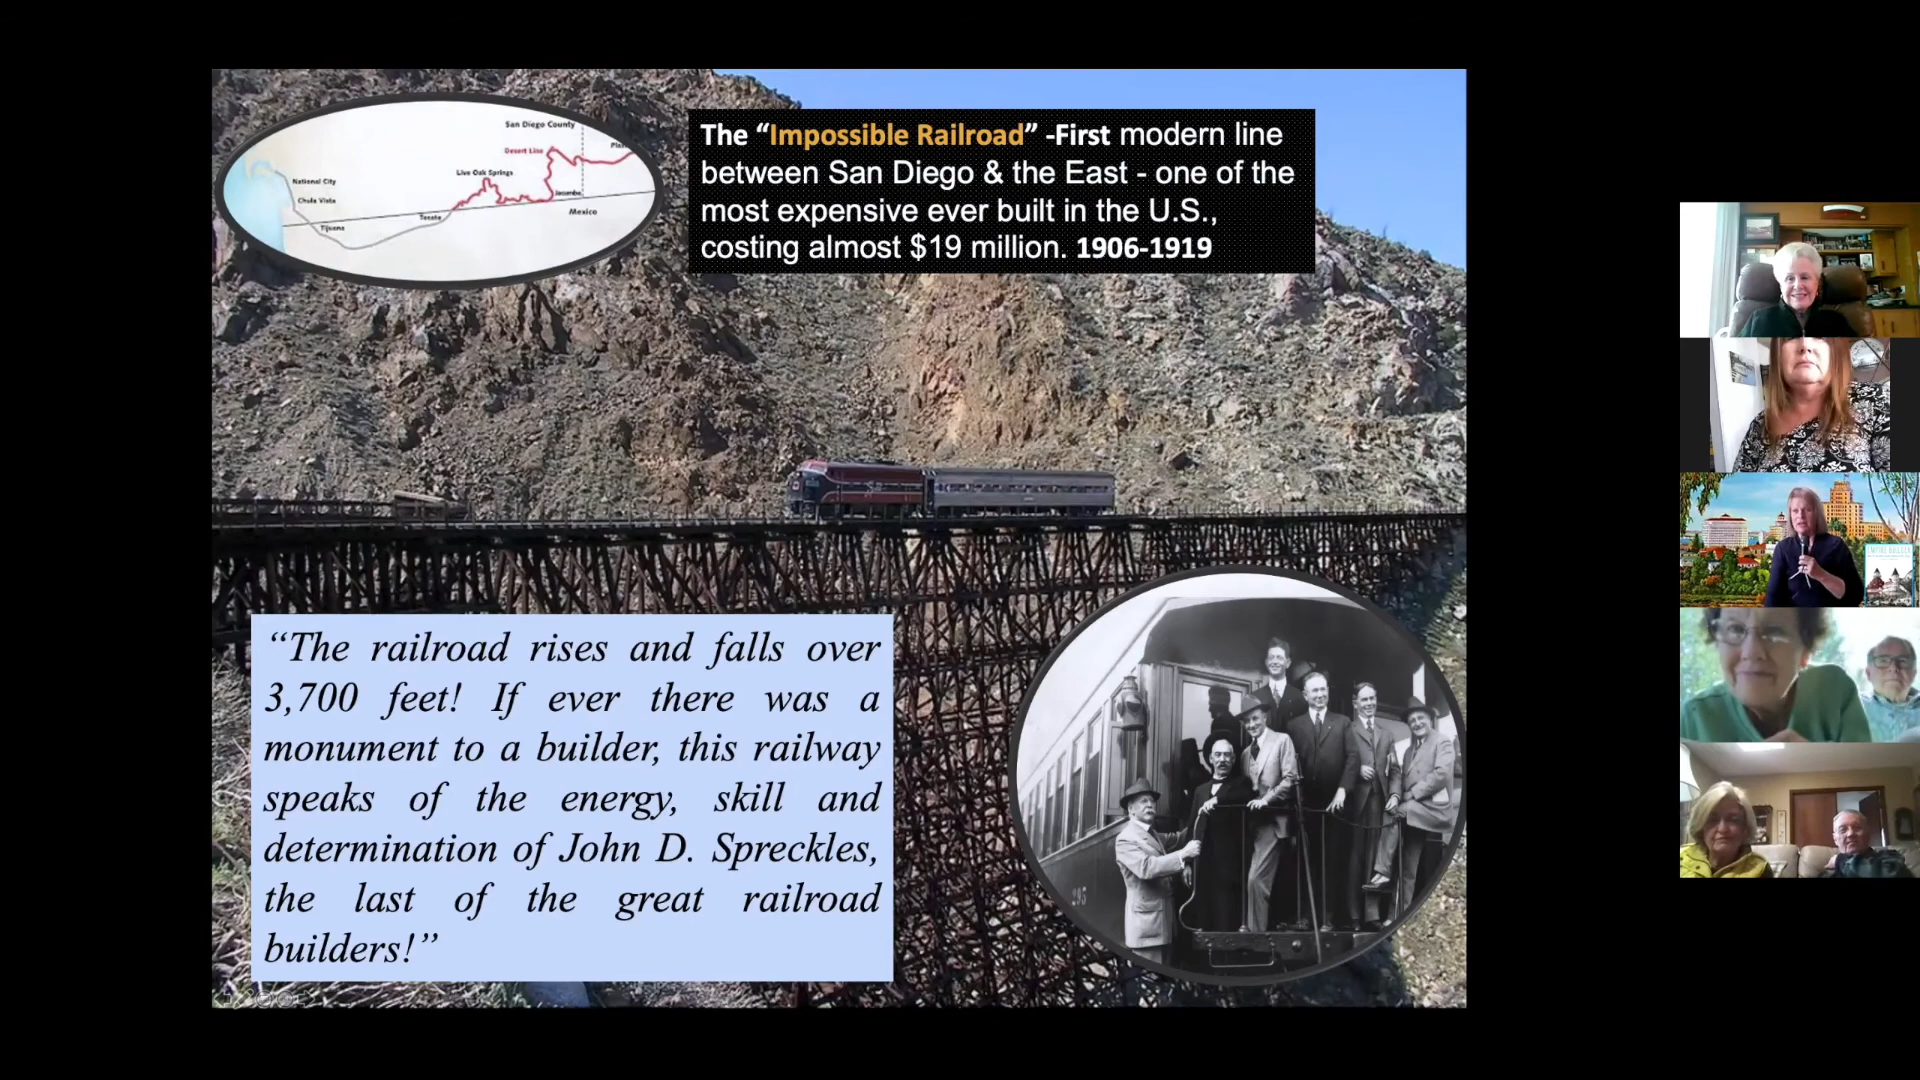 San Diego County
Desert Line
Live Oak Springs
National City
Chula Vista
Jacumba
Tecate
Mexico
Tijuana
The “Impossible Railroad” -First modern line
between San Diego & the East - one of the
most expensive ever built in the U.S.,
costing almost $19 million. 1906-1919
“The railroad rises and falls over
3,700 feet! If ever there was a
monument to a builder, this railway
speaks of the energy, skill and
determination of John D. Spreckles,
the last of the great railroad
builders!”
295
EMPIRE BUILDER